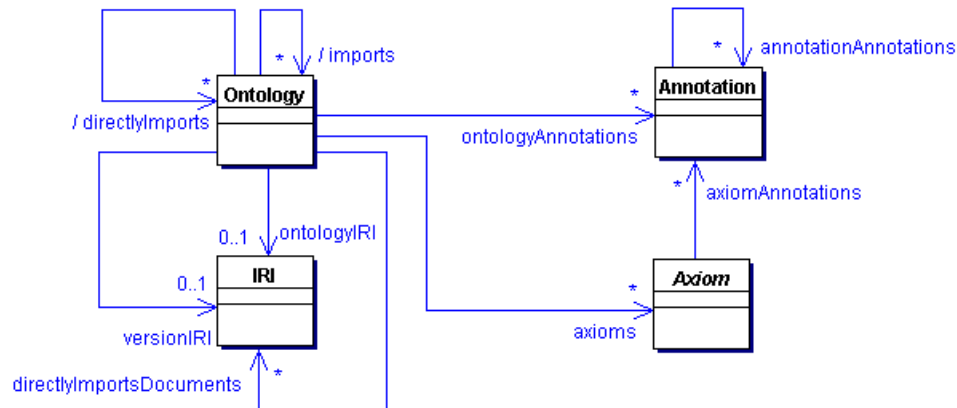 * / imports
* annotationAnnotations
*
Ontology
*
Annotation
/ directlyImports
ontologyAnnotations
* axiomAnnotations
0..1 ontologyIRI
IRI
Axiom
0..1
*
versionIRI
axioms
directlyImportsDocuments *